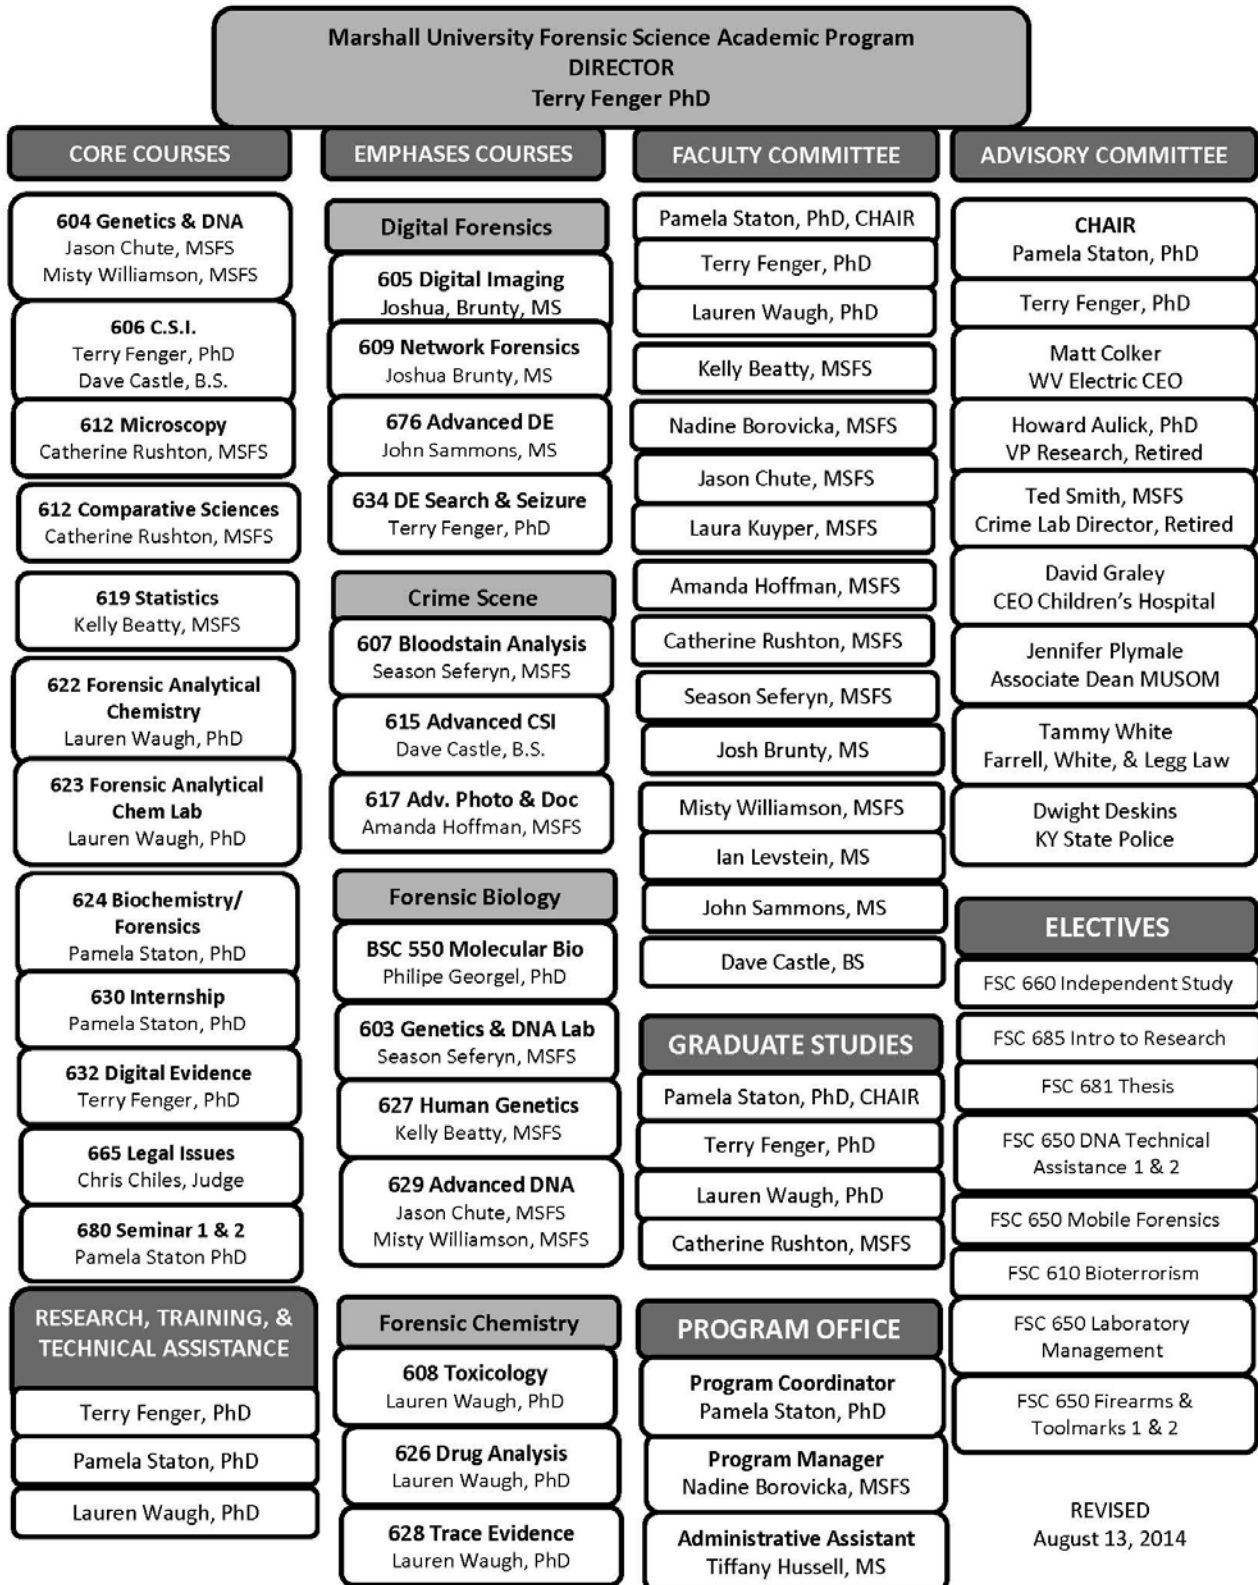 Marshall University Forensic Science Academic Program
DIRECTOR
Terry Fenger PhD
CORE COURSES
604 Genetics & DNA
Jason Chute, MSFS
Misty Williamson, MSFS
606 C.S.I.
Terry Fenger, PhD
Dave Castle, B.S.
612 Microscopy
Catherine Rushton, MSFS
612 Comparative Sciences
Catherine Rushton, MSFS
619 Statistics
Kelly Beatty, MSFS
622 Forensic Analytical
Chemistry
Lauren Waugh, PhD
623 Forensic Analytical
Chem Lab
Lauren Waugh, PhD
624 Biochemistry/
Forensics
Pamela Staton, PhD
630 Internship
Pamela Staton, PhD
632 Digital Evidence
Terry Fenger, PhD
665 Legal Issues
Chris Chiles, Judge
680 Seminar 1 & 2
Pamela Staton PhD
RESEARCH, TRAINING, &
TECHNICAL ASSISTANCE
Terry Fenger, PhD
Pamela Staton, PhD
Lauren Waugh, PhD
EMPHASES COURSES
Digital Forensics
605 Digital Imaging
Joshua, Brunty, MS
609 Network Forensics
Joshua Brunty, MS
676 Advanced DE
John Sammons, MS
634 DE Search & Seizure
Terry Fenger, PhD
Crime Scene
607 Bloodstain Analysis
Season Seferyn, MSFS
615 Advanced CSI
Dave Castle, B.S.
617 Adv. Photo & Doc
Amanda Hoffman, MSFS
Forensic Biology
BSC 550 Molecular Bio
Philipe Georgel, PhD
603 Genetics & DNA Lab
Season Seferyn, MSFS
627 Human Genetics
Kelly Beatty, MSFS
629 Advanced DNA
Jason Chute, MSFS
Misty Williamson, MSFS
Forensic Chemistry
608 Toxicology
Lauren Waugh, PhD
626 Drug Analysis
Lauren Waugh, PhD
628 Trace Evidence
Lauren Waugh, PhD
FACULTY COMMITTEE
Pamela Staton, PhD, CHAIR
Terry Fenger, PhD
Lauren Waugh, PhD
Kelly Beatty, MSFS
Nadine Borovicka, MSFS
Jason Chute, MSFS
Laura Kuyper, MSFS
Amanda Hoffman, MSFS
Catherine Rushton, MSFS
Season Seferyn, MSFS
Josh Brunty, MS
Misty Williamson, MSFS
Ian Levstein, MS
John Sammons, MS
Dave Castle, BS
GRADUATE STUDIES
Pamela Staton, PhD, CHAIR
Terry Fenger, PhD
Lauren Waugh, PhD
Catherine Rushton, MSFS
PROGRAM OFFICE
Program Coordinator
Pamela Staton, PhD
Program Manager
Nadine Borovicka, MSFS
Administrative Assistant
Tiffany Hussell, MS
ADVISORY COMMITTEE
CHAIR
Pamela Staton, PhD
Terry Fenger, PhD
Matt Colker
WV Electric CEO
Howard Aulick, PhD
VP Research, Retired
Ted Smith, MSFS
Crime Lab Director, Retired
David Graley
CEO Children's Hospital
Jennifer Plymale
Associate Dean MUSOM
Tammy White
Farrell, White, & Legg Law
Dwight Deskins
KY State Police
ELECTIVES
FSC 660 Independent Study
FSC 685 Intro to Research
FSC 681 Thesis
FSC 650 DNA Technical
Assistance 1 & 2
FSC 650 Mobile Forensics
FSC 610 Bioterrorism
FSC 650 Laboratory
Management
FSC 650 Firearms &
Toolmarks 1 & 2
REVISED
August 13, 2014